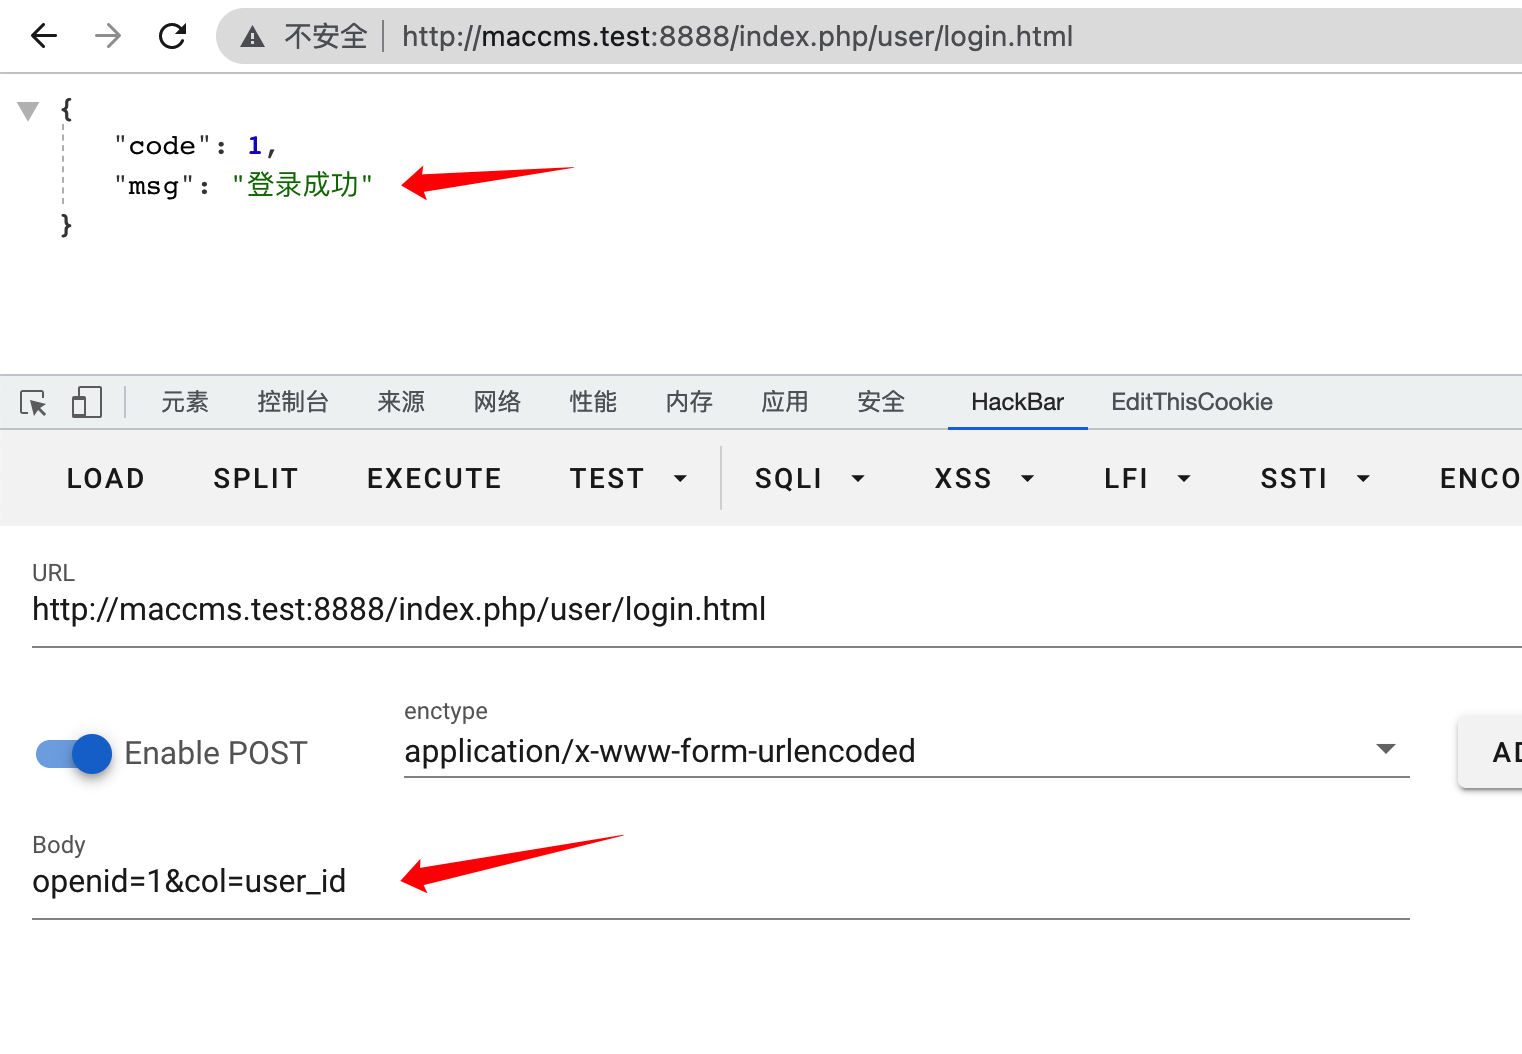 不安全 http://maccms.test:8888/index.php/user/login.html
{
"code": 1,
"msg": "登录成功"
}
元素 控制台 来源 网络 性能 内存 应用 安全 HackBar EditThisCookie
LOAD SPLIT EXECUTE TEST SQLI XSS LFI SSTI ENCO
URL
http://maccms.test:8888/index.php/user/login.html
enctype
Enable POST application/x-www-form-urlencoded AD
Body
openid=1&col=user_id